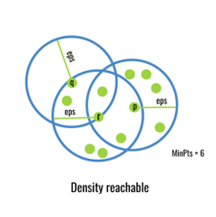 eps
q
eps
p
eps
r
MinPts = 6
Density reachable